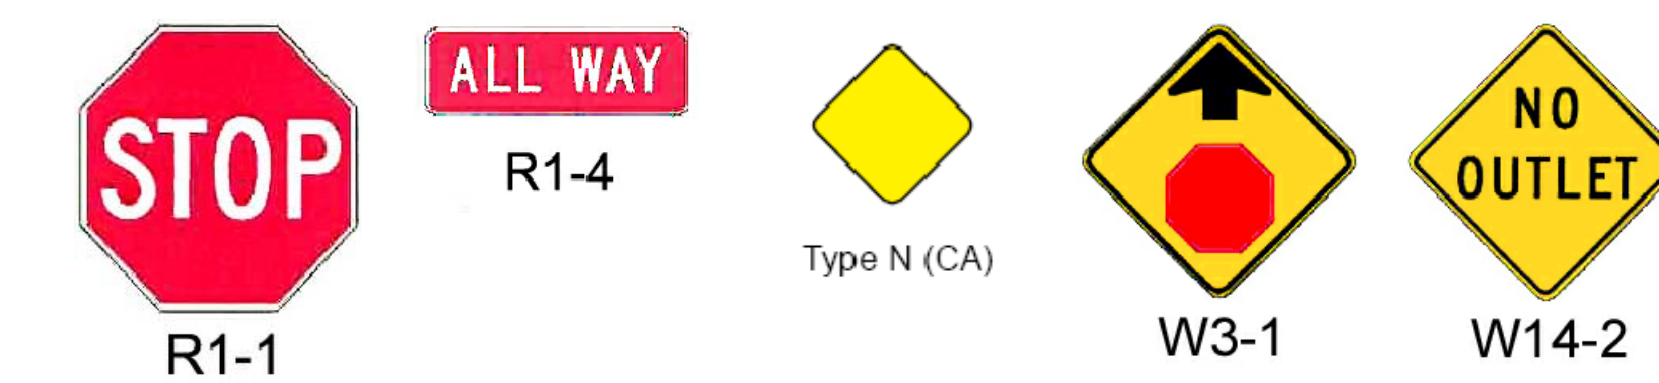 STOP
R1-1
ALL WAY
R1-4
Type N (CA)
W3-1
NO
OUTLET
W14-2